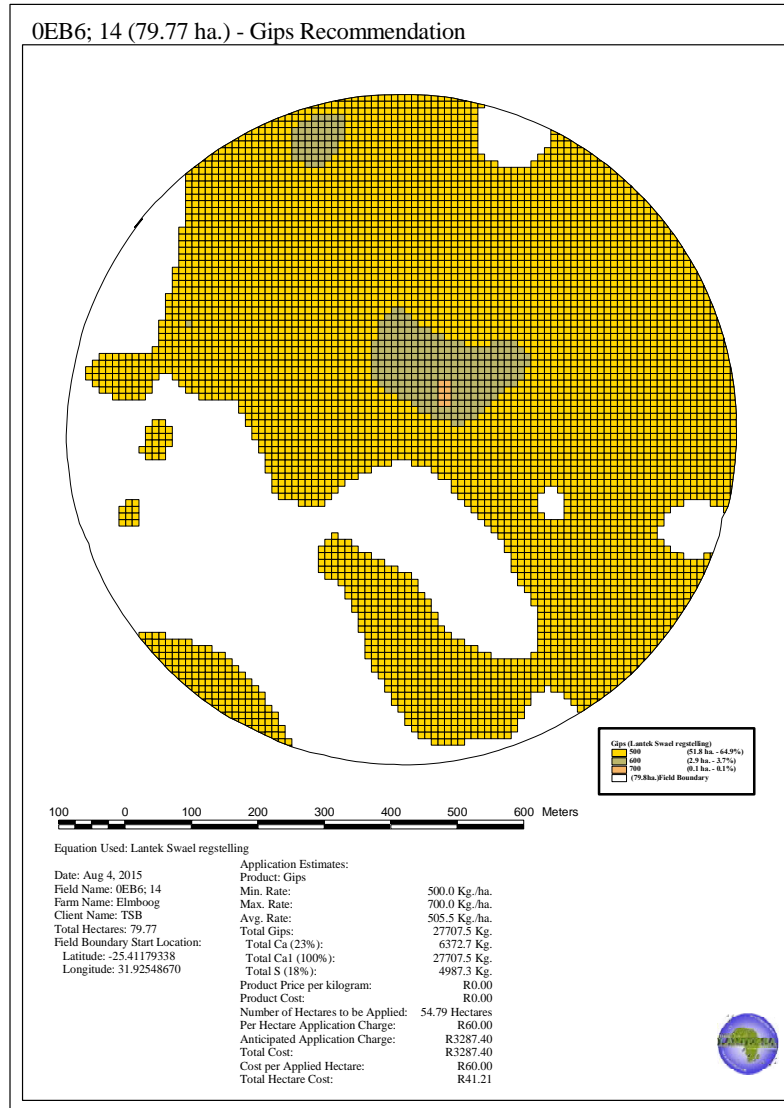 0EB6; 14 (79.77 ha.) - Gips Recommendation
Gips (Lantek Swael regstelling)
500 (51.8 ha. - 64.9%)
600 (2.9 ha. - 3.7%)
700 (0.1 ha. - 0.1%)
(79.8ha.)Field Boundary
100 0 100 200 300 400 500 600 Meters
Equation Used: Lantek Swael regstelling
Date: Aug 4, 2015
Field Name: 0EB6; 14
Farm Name: Elmboog
Client Name: TSB
Total Hectares: 79.77
Field Boundary Start Location:
Latitude: -25.41179338
Longitude: 31.92548670
Application Estimates:
Product: Gips
Min. Rate: 500.0 Kg./ha.
Max. Rate: 700.0 Kg./ha.
Avg. Rate: 505.5 Kg./ha.
Total Gips: 27707.5 Kg.
Total Ca (23%): 6372.7 Kg.
Total Ca1 (100%): 27707.5 Kg.
Total S (18%): 4987.3 Kg.
Product Price per kilogram: R0.00
Product Cost: R0.00
Number of Hectares to be Applied: 54.79 Hectares
Per Hectare Application Charge: R60.00
Anticipated Application Charge: R3287.40
Total Cost: R3287.40
Cost per Applied Hectare: R60.00
Total Hectare Cost: R41.21